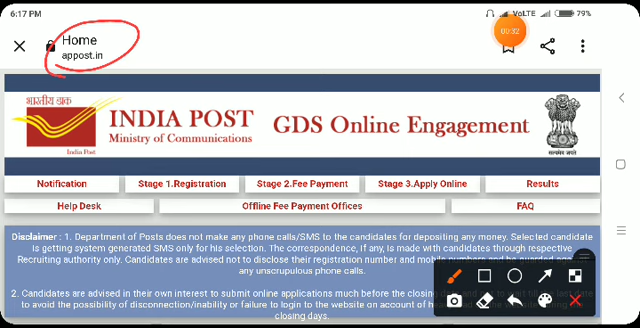 6:17 PM
VoLTE 79%
00:32
Home
appost.in
भारतीय डाक
India Post
INDIA POST
Ministry of Communications
GDS Online Engagement
सत्यमेव जयते
Notification
Stage 1.Registration
Stage 2.Fee Payment
Stage 3.Apply Online
Results
Help Desk
Offline Fee Payment Offices
FAQ
Disclaimer : 1. Department of Posts does not make any phone calls/SMS to the candidates for depositing any money. Selected candidate
is getting system generated SMS only for his selection. The correspondence,if any,is made with candidates through respective
Recruiting authority only. Candidates are advised not to disclose their registration number and mobile numbers and be guarded against
any unscrupulous phone calls.
2. Candidates are advised in their own interest to submit online applications much before the closing
to avoid the possibility of disconnection/inability or failure to login to the website on account of
closing days.